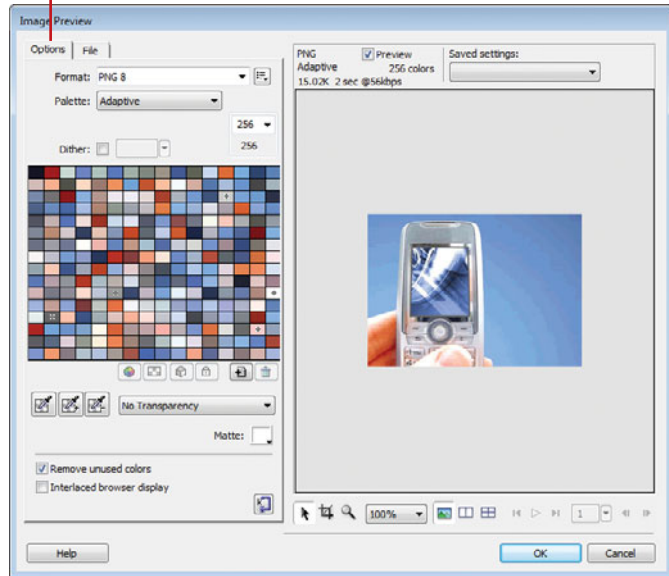 Image Preview
Options
File
Format: PNG 8
Palette: Adaptive
256
Dither:
256
No Transparency
Matte:
Remove unused colors
Interlaced browser display
PNG
Preview
Adaptive 256 colors
15.02K 2 sec @56kbps
Saved settings:
100%
1
Help
OK
Cancel